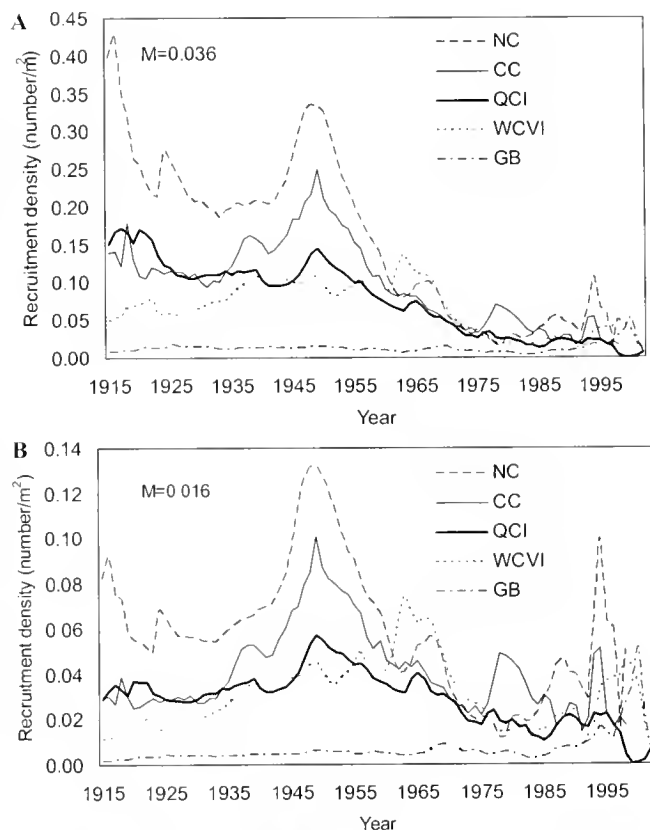 A
Recruitment density (number/m²)
0.45
0.40
0.35
0.30
0.25
0.20
0.15
0.10
0.05
0.00
M=0.036
NC
CC
QCI
WCVI
GB
1915 1925 1935 1945 1955 1965 1975 1985 1995
Year
B
Recruitment density (number/m²)
0.14
0.12
0.10
0.08
0.06
0.04
0.02
0.00
M=0 016
NC
CC
QCI
WCVI
GB
1915 1925 1935 1945 1955 1965 1975 1985 1995
Year